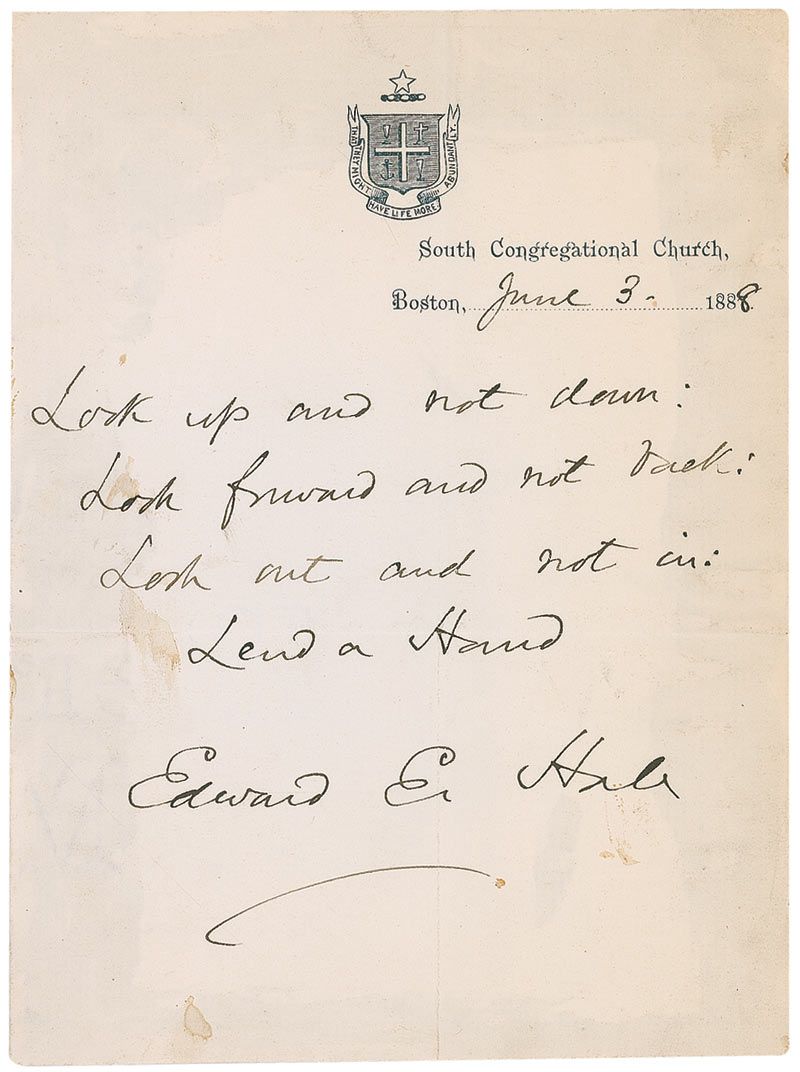 THAT THEY MIGHT HAVE LIFE MORE ABUNDANTLY.
South Congregational Church,
Boston, June 3. 1888.
Look up and not down:
Look forward and not back:
Look out and not in:
Lend a Hand
Edward E. Hale